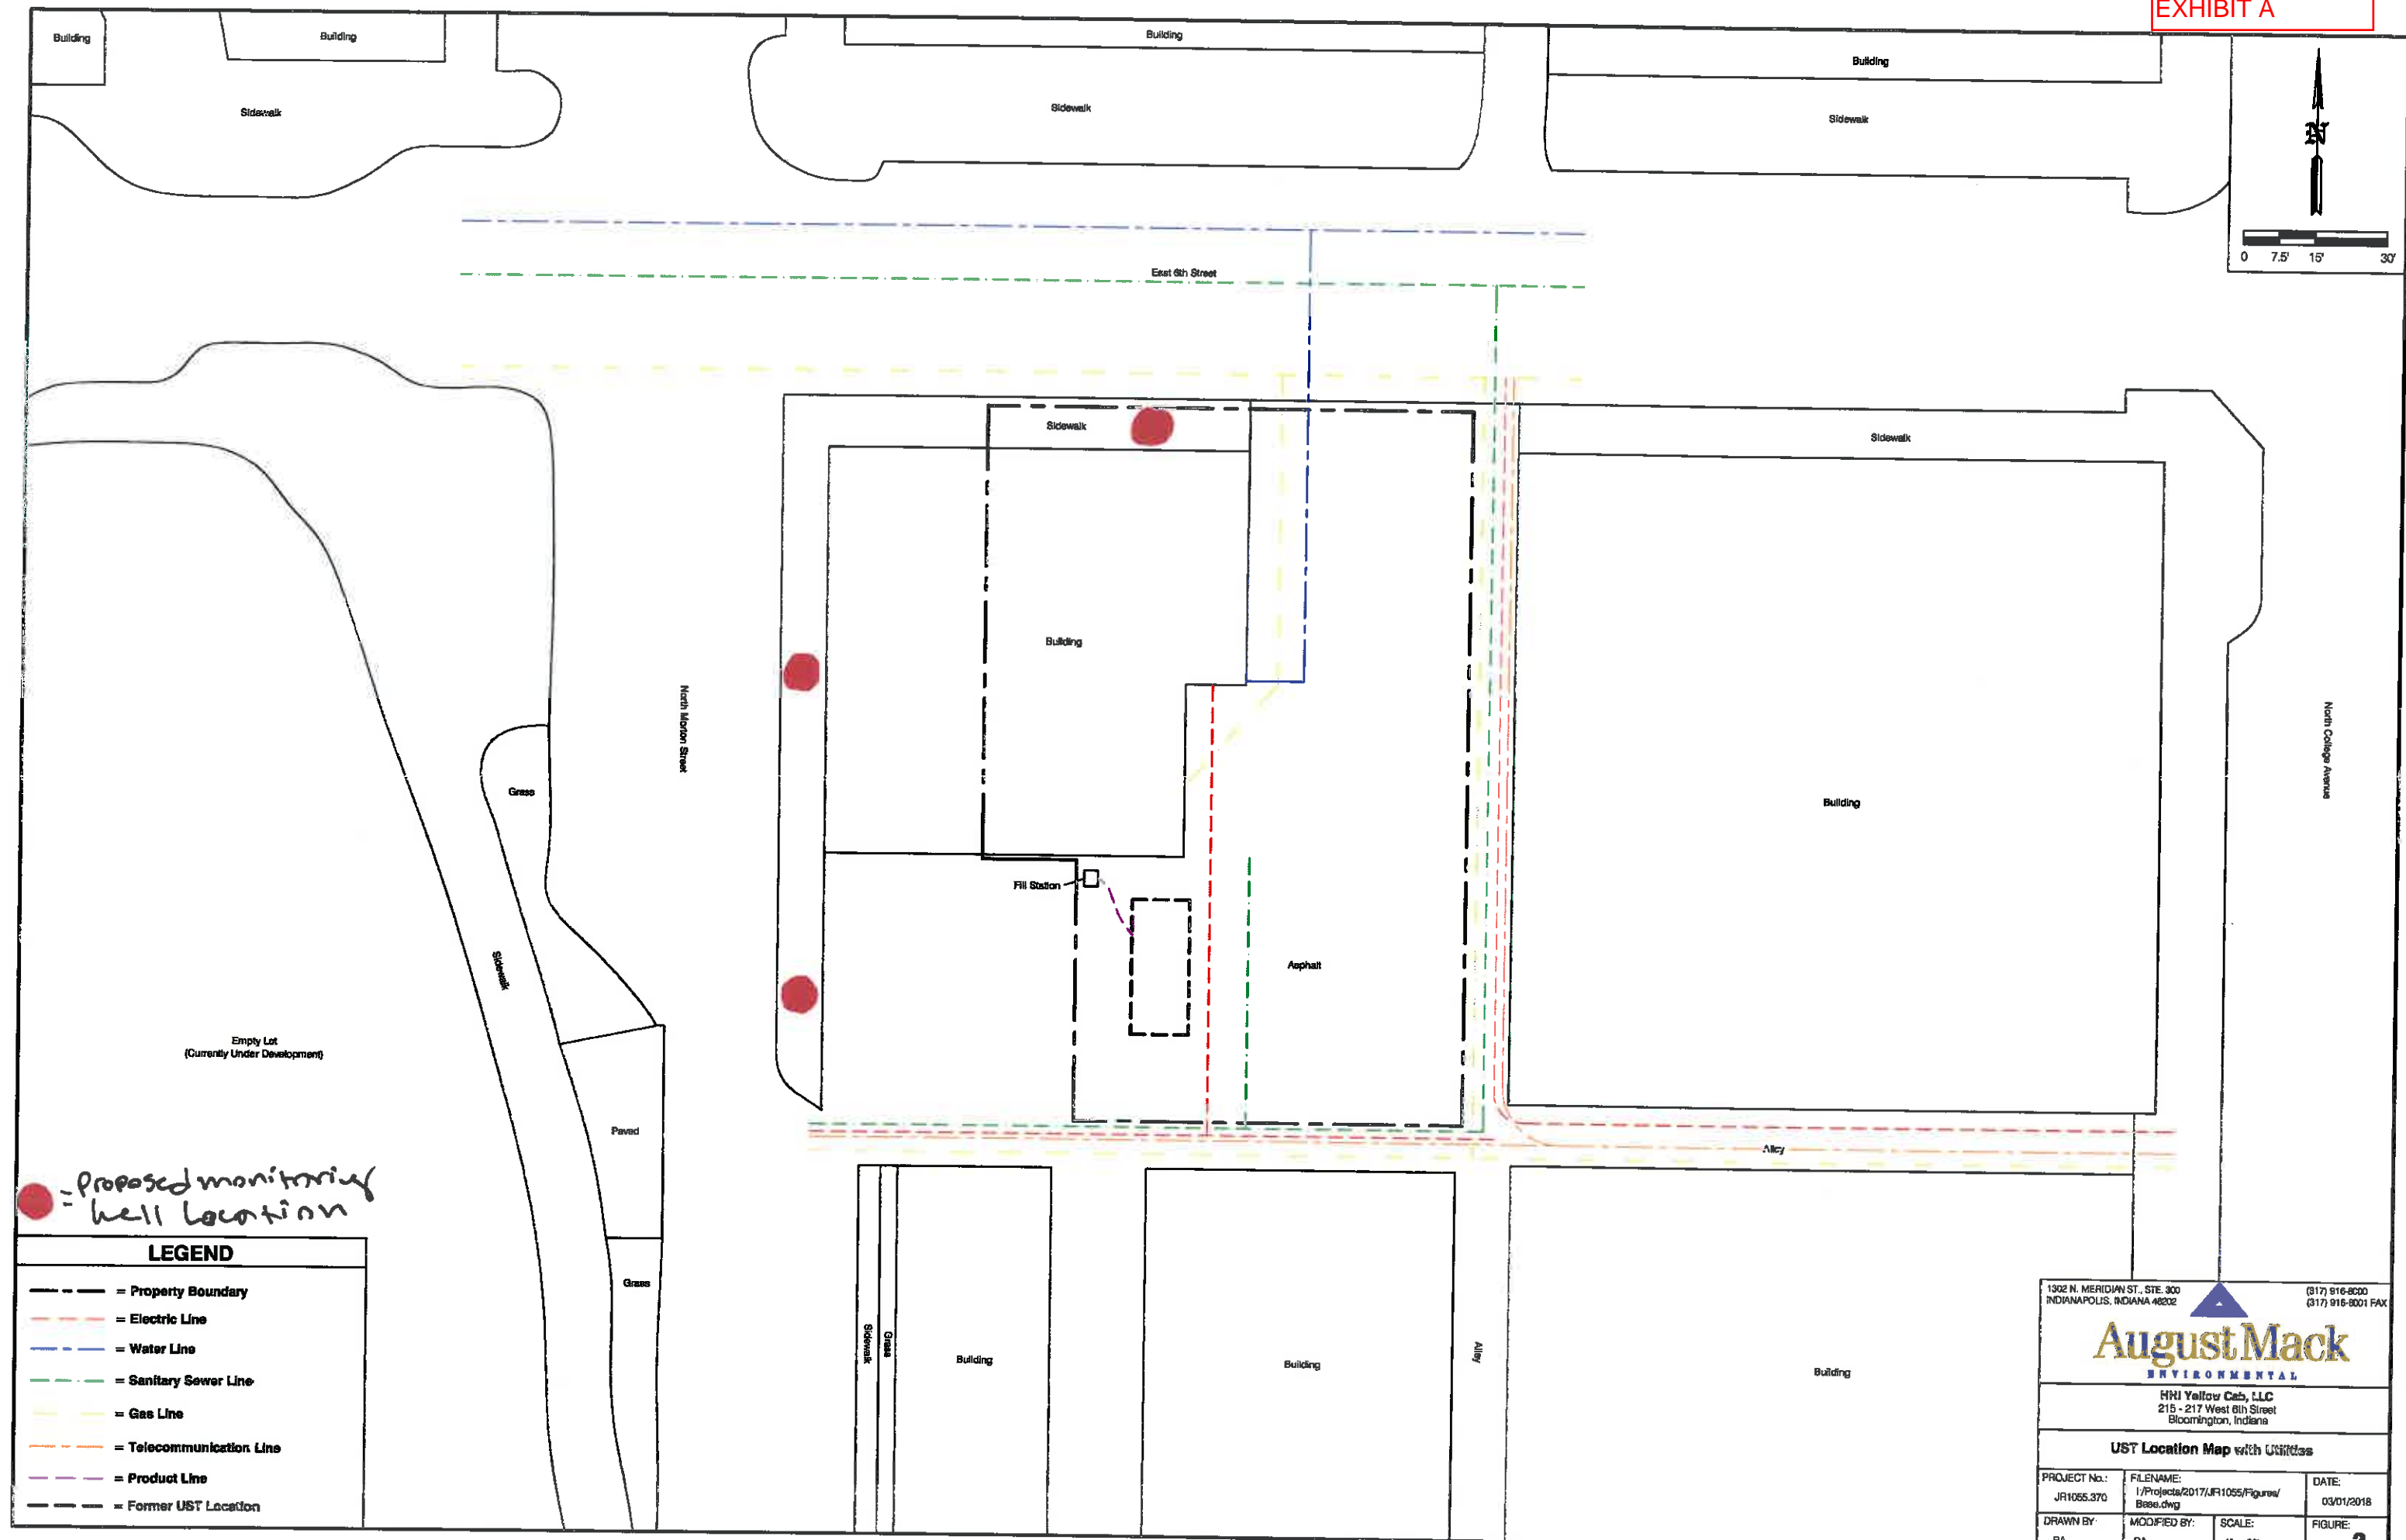 EXHIBIT A
Building
Building
Building
Building
Sidewalk
Sidewalk
Sidewalk
N
0 7.5' 15' 30'
East 6th Street
Sidewalk
Sidewalk
Building
North Morton Street
North College Avenue
Grass
Building
Fill Station
Sidewalk
Asphalt
Empty Lot
(Currently Under Development)
Paved
Alley
= Proposed monitoring
well Location
LEGEND
= Property Boundary
= Electric Line
= Water Line
= Sanitary Sewer Line
= Gas Line
= Telecommunication Line
= Product Line
= Former UST Location
Grass
Sidewalk
Grass
Building
Building
Alley
Building
1302 N. MERIDIAN ST., STE. 300
INDIANAPOLIS, INDIANA 46202
(317) 916-8000
(317) 916-8001 FAX
August Mack
ENVIRONMENTAL
HNI Yellow Cab, LLC
215 - 217 West 6th Street
Bloomington, Indiana
UST Location Map with Utilities
PROJECT No.:
JR1055.370
FILENAME:
I:/Projects/2017/JR1055/Figures/
Base.dwg
DATE:
03/01/2018
DRAWN BY:
MODIFIED BY:
SCALE:
FIGURE: